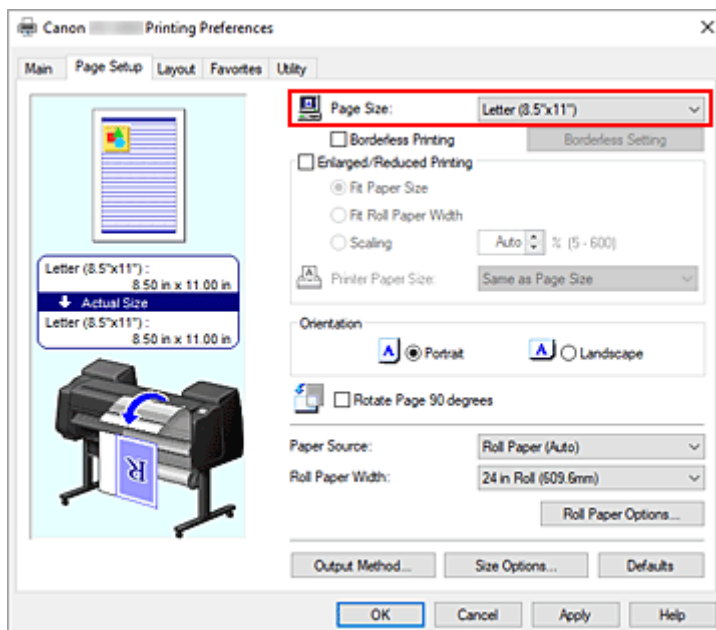 Canon Printing Preferences
Main Page Setup Layout Favorites Utility
Page Size: Letter (8.5"x11")
Borderless Printing Borderless Setting
Enlarged/Reduced Printing
Fit Paper Size
Fit Roll Paper Width
Scaling Auto % (5 - 600)
Printer Paper Size: Same as Page Size
Letter (8.5"x11") :
8.50 in x 11.00 in
Actual Size
Letter (8.5"x11") :
8.50 in x 11.00 in
Orientation
A Portrait A Landscape
Rotate Page 90 degrees
R
Paper Source: Roll Paper (Auto)
Roll Paper Width: 24 in Roll (609.6mm)
Roll Paper Options...
Output Method... Size Options... Defaults
OK Cancel Apply Help